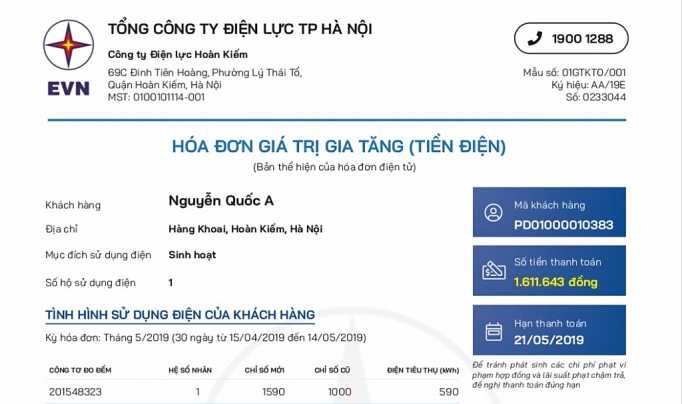 TỔNG CÔNG TY ĐIỆN LỰC TP HÀ NỘI
Công ty Điện lực Hoàn Kiếm
69C Đinh Tiên Hoàng, Phường Lý Thái Tổ,
Quận Hoàn Kiếm, Hà Nội
MST: 0100101114-001
EVN
1900 1288
Mẫu số: 01GTKT0/001
Ký hiệu: AA/19E
Số: 0233044
HÓA ĐƠN GIÁ TRỊ GIA TĂNG (TIỀN ĐIỆN)
(Bản thể hiện của hóa đơn điện tử)
Khách hàng Nguyễn Quốc A
Địa chỉ Hàng Khoai, Hoàn Kiếm, Hà Nội
Mục đích sử dụng điện Sinh hoạt
Số hộ sử dụng điện 1
Mã khách hàng
PD01000010383
Số tiền thanh toán
1.611.643 đồng
Hạn thanh toán
21/05/2019
Để tránh phát sinh các chi phí phạt vi
phạm hợp đồng và lãi suất phạt chậm trả,
đề nghị thanh toán đúng hạn
TÌNH HÌNH SỬ DỤNG ĐIỆN CỦA KHÁCH HÀNG
Kỳ hóa đơn: Tháng 5/2019 (30 ngày từ 15/04/2019 đến 14/05/2019)
CÔNG TƠ ĐO ĐẾM HỆ SỐ NHÂN CHỈ SỐ MỚI CHỈ SỐ CŨ ĐIỆN TIÊU THỤ (kWh)
201548323 1 1590 1000 590